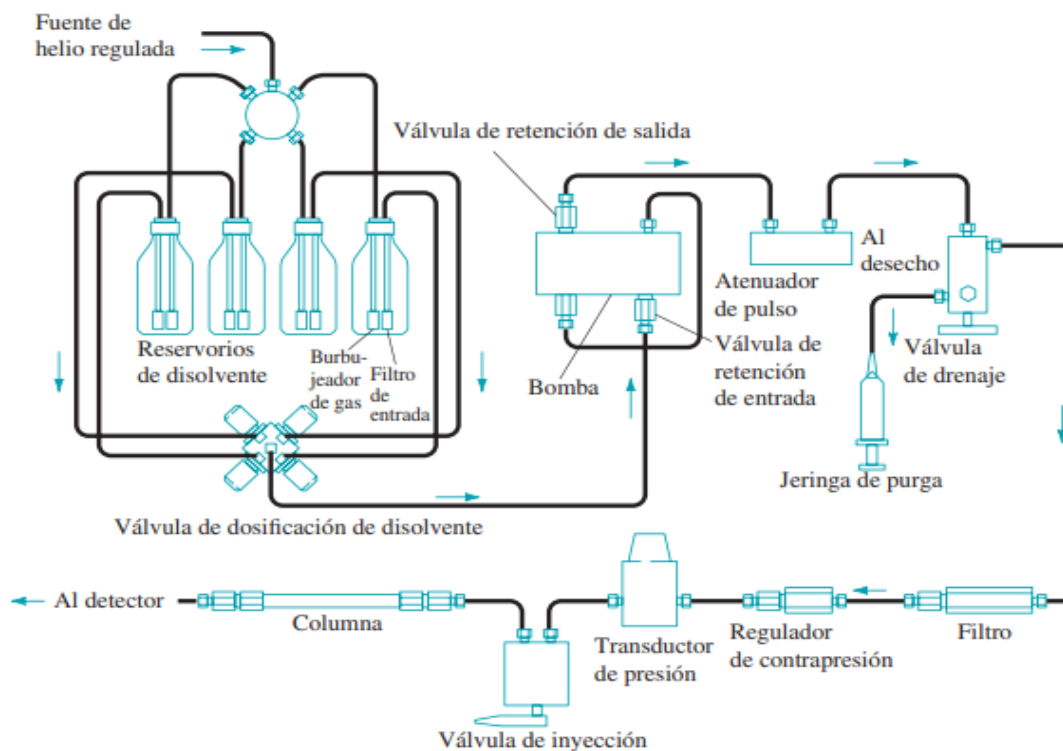 Fuente de
helio regulada
Válvula de retención de salida
Reservorios
de disolvente
Burbu-
jeador
de gas
Filtro
de
entrada
Bomba
Atenuador
de pulso
Válvula de
retención
de entrada
Al
desecho
Válvula
de drenaje
Jeringa de purga
Válvula de dosificación de disolvente
Al detector
Columna
Válvula de inyección
Transductor
de presión
Regulador
de contrapresión
Filtro